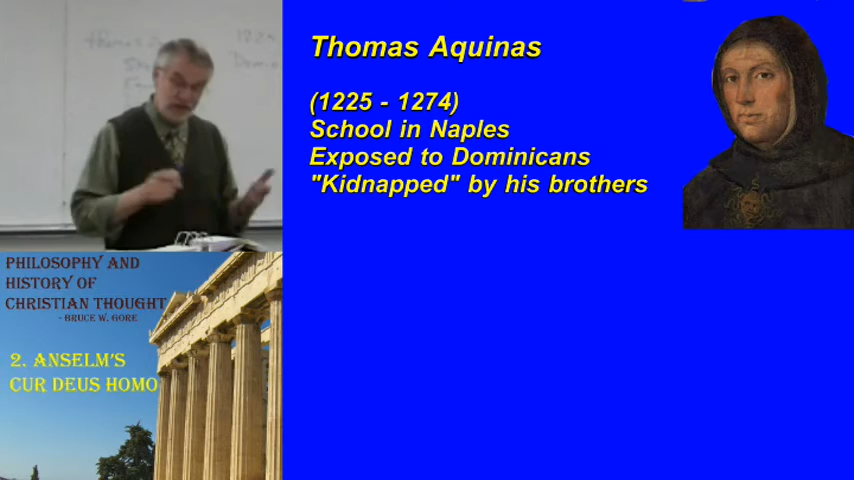 Thomas Aquinas
(1225 - 1274)
School in Naples
Exposed to Dominicans
"Kidnapped" by his brothers
PHILOSOPHY AND
HISTORY OF
CHRISTIAN THOUGHT
- BRUCE W. GORE
2. ANSELM'S
CUR DEUS HOMO